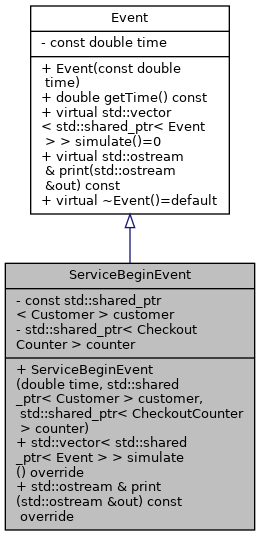 Event
- const double time
+ Event(const double
time)
+ double getTime() const
+ virtual std::vector
< std::shared_ptr< Event
> > simulate()=0
+ virtual std::ostream
& print(std::ostream
&out) const
+ virtual ~Event()=default
ServiceBeginEvent
- const std::shared_ptr
< Customer > customer
- std::shared_ptr< Checkout
Counter > counter
+ ServiceBeginEvent
(double time, std::shared
_ptr< Customer > customer,
std::shared_ptr< CheckoutCounter
> counter)
+ std::vector< std::shared
_ptr< Event > > simulate
() override
+ std::ostream & print
(std::ostream &out) const
override